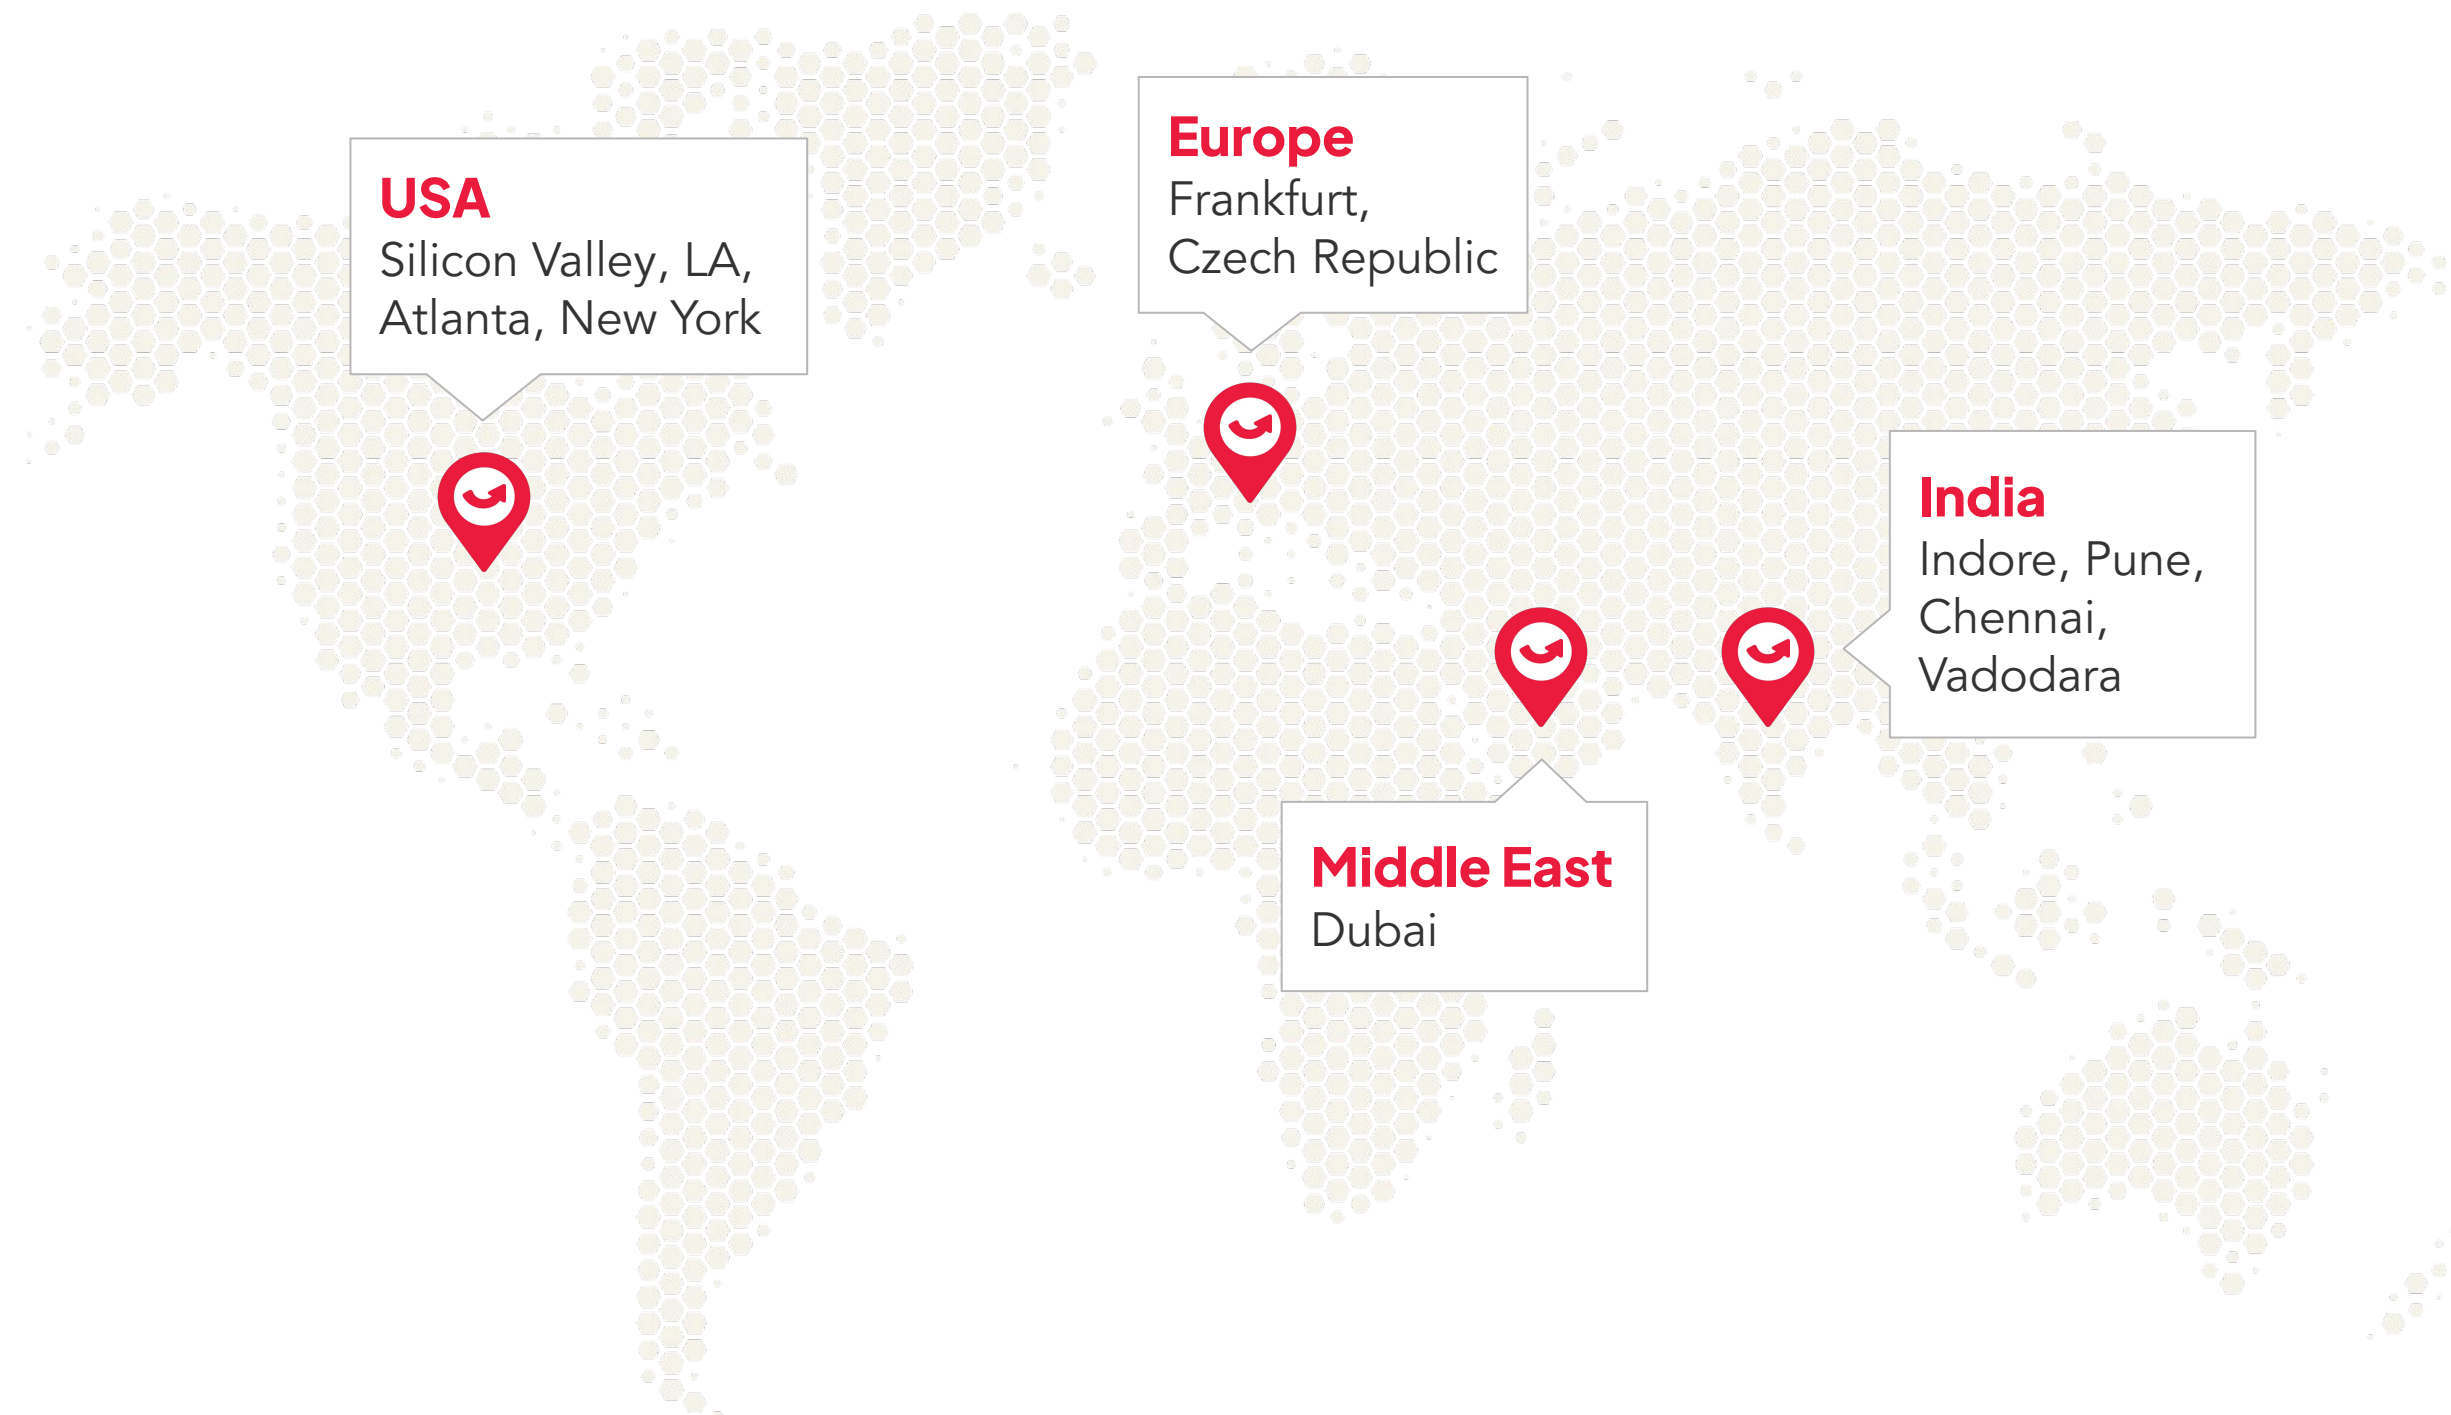 USA
Silicon Valley, LA,
Atlanta, New York
Europe
Frankfurt,
Czech Republic
India
Indore, Pune,
Chennai,
Vadodara
Middle East
Dubai